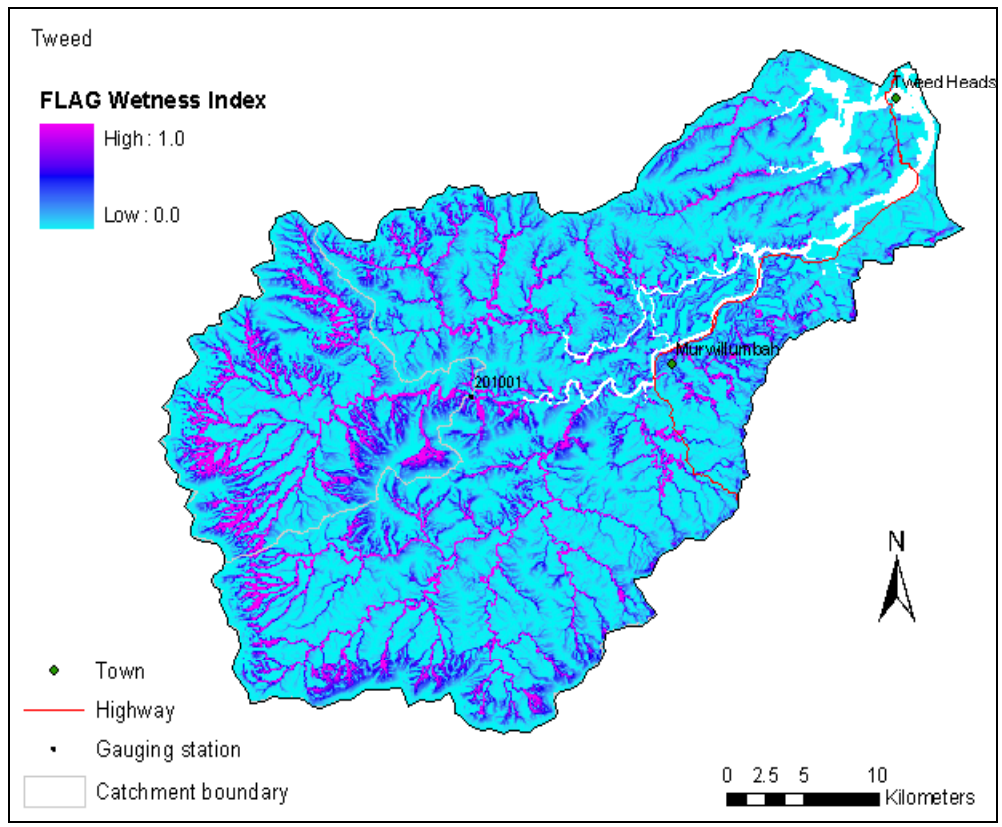 Tweed
FLAG Wetness Index
High : 1.0
Low : 0.0
Tweed Heads
Murwillumbah
201001
N
Town
Highway
Gauging station
Catchment boundary
0 2.5 5 10
Kilometers